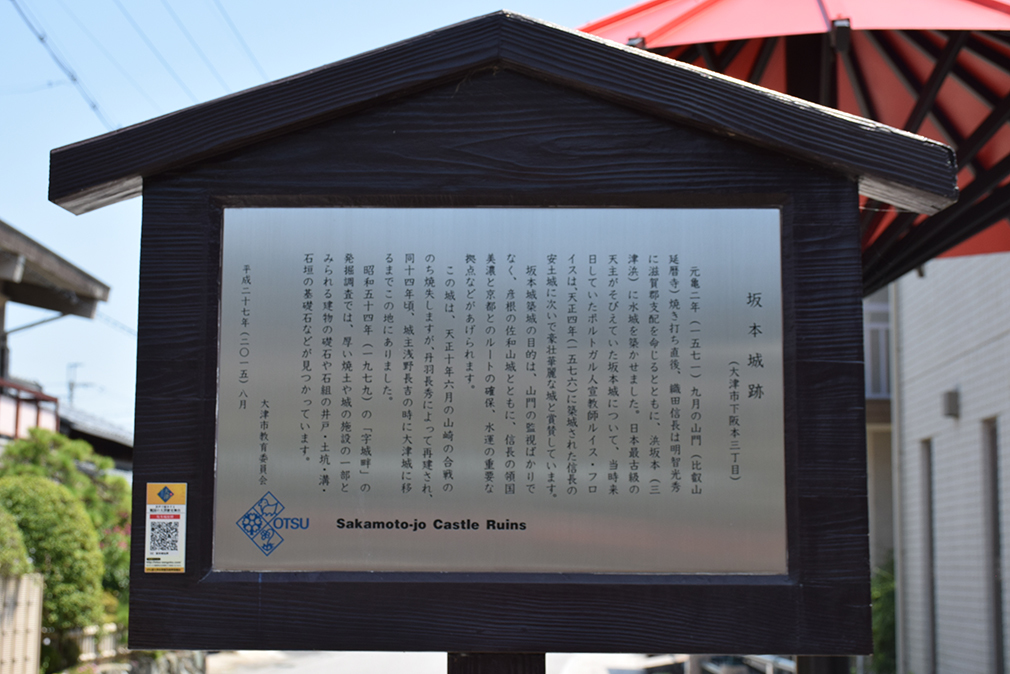 坂本城跡
(大津市下阪本三丁目)
元亀二年(一五七一)九月の山門(比叡山
延暦寺)焼き打ち直後、織田信長は明智光秀
に滋賀郡支配を命じるとともに、浜坂本(三
津浜)に水城を築かせました。日本最古級の
天主がそびえていた坂本城について、当時来
日していたポルトガル人宣教師ルイス・フロ
イスは、天正四年(一五七六)に築城された信長の
安土城に次いで豪壮華麗な城と賞賛しています。
坂本城築城の目的は、山門の監視ばかりで
なく、彦根の佐和山城とともに、信長の領国
美濃と京都とのルートの確保、水運の重要な
拠点などがあげられます。
この城は、天正十年六月の山崎の合戦の
のち焼失しますが、丹羽長秀によって再建され、
同十四年頃、城主浅野長吉の時に大津城に移
るまでこの地にありました。
昭和五十四年(一九七九)の「字城畔」の
発掘調査では、厚い焼土や城の施設の一部と
みられる建物の礎石や石組の井戸・土坑・溝・
石垣の基礎石などが見つかっています。
大津市教育委員会
平成二十七年(二〇一五)八月
OTSU
Sakamoto-jo Castle Ruins